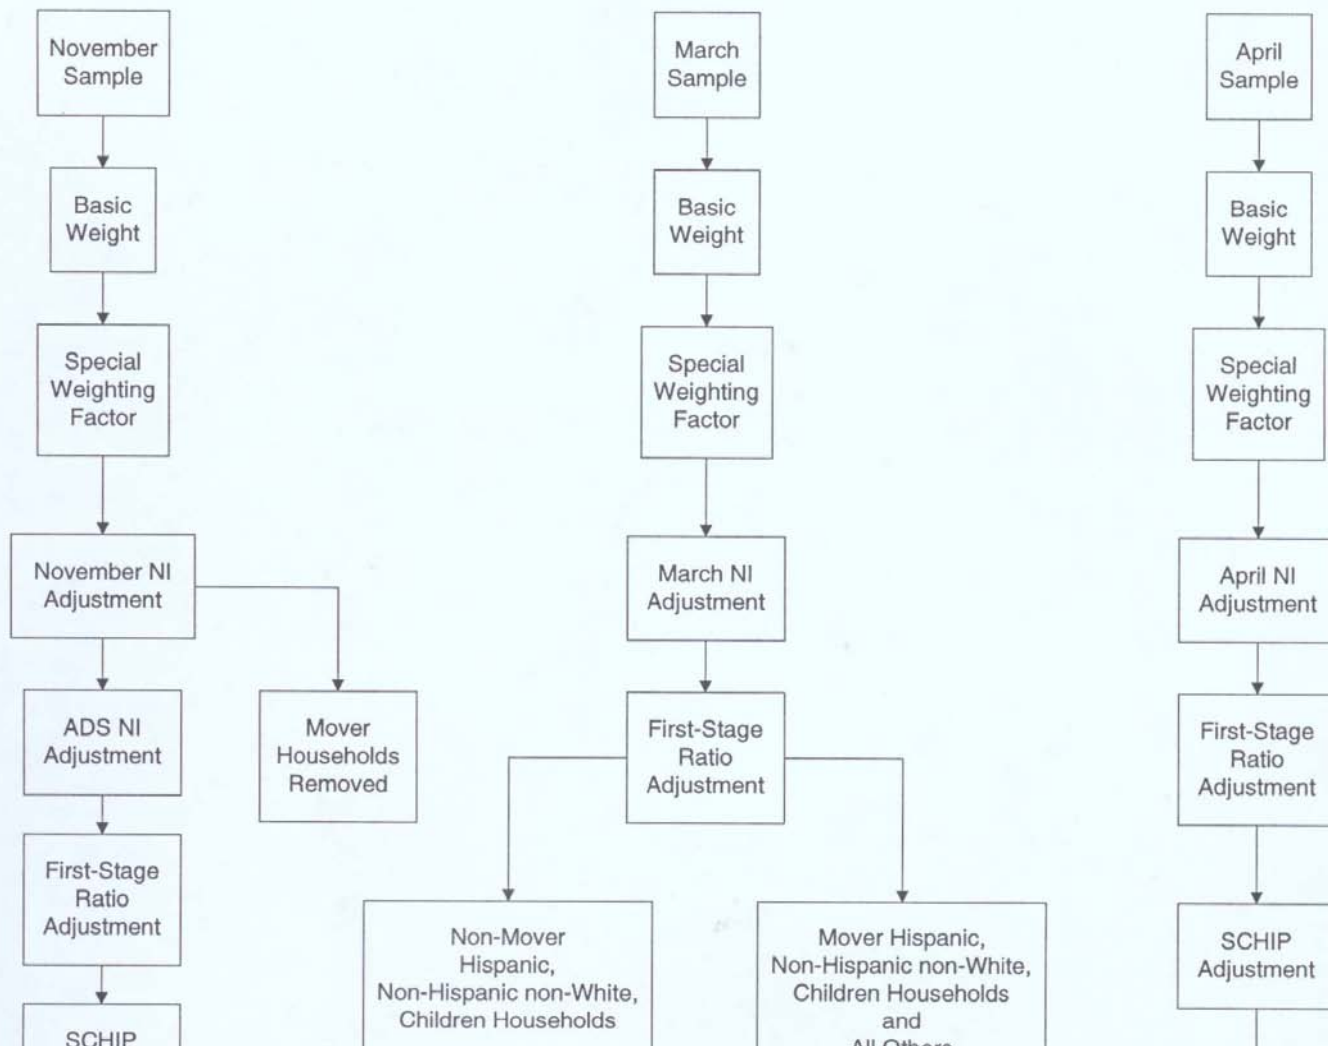 November
Sample
Basic
Weight
Special
Weighting
Factor
November NI
Adjustment
ADS NI
Adjustment
Mover
Households
Removed
First-Stage
Ratio
Adjustment
SCHIP
March
Sample
Basic
Weight
Special
Weighting
Factor
March NI
Adjustment
First-Stage
Ratio
Adjustment
Non-Mover
Hispanic,
Non-Hispanic non-White,
Children Households
Mover Hispanic,
Non-Hispanic non-White,
Children Households
and
All Others
April
Sample
Basic
Weight
Special
Weighting
Factor
April NI
Adjustment
First-Stage
Ratio
Adjustment
SCHIP
Adjustment